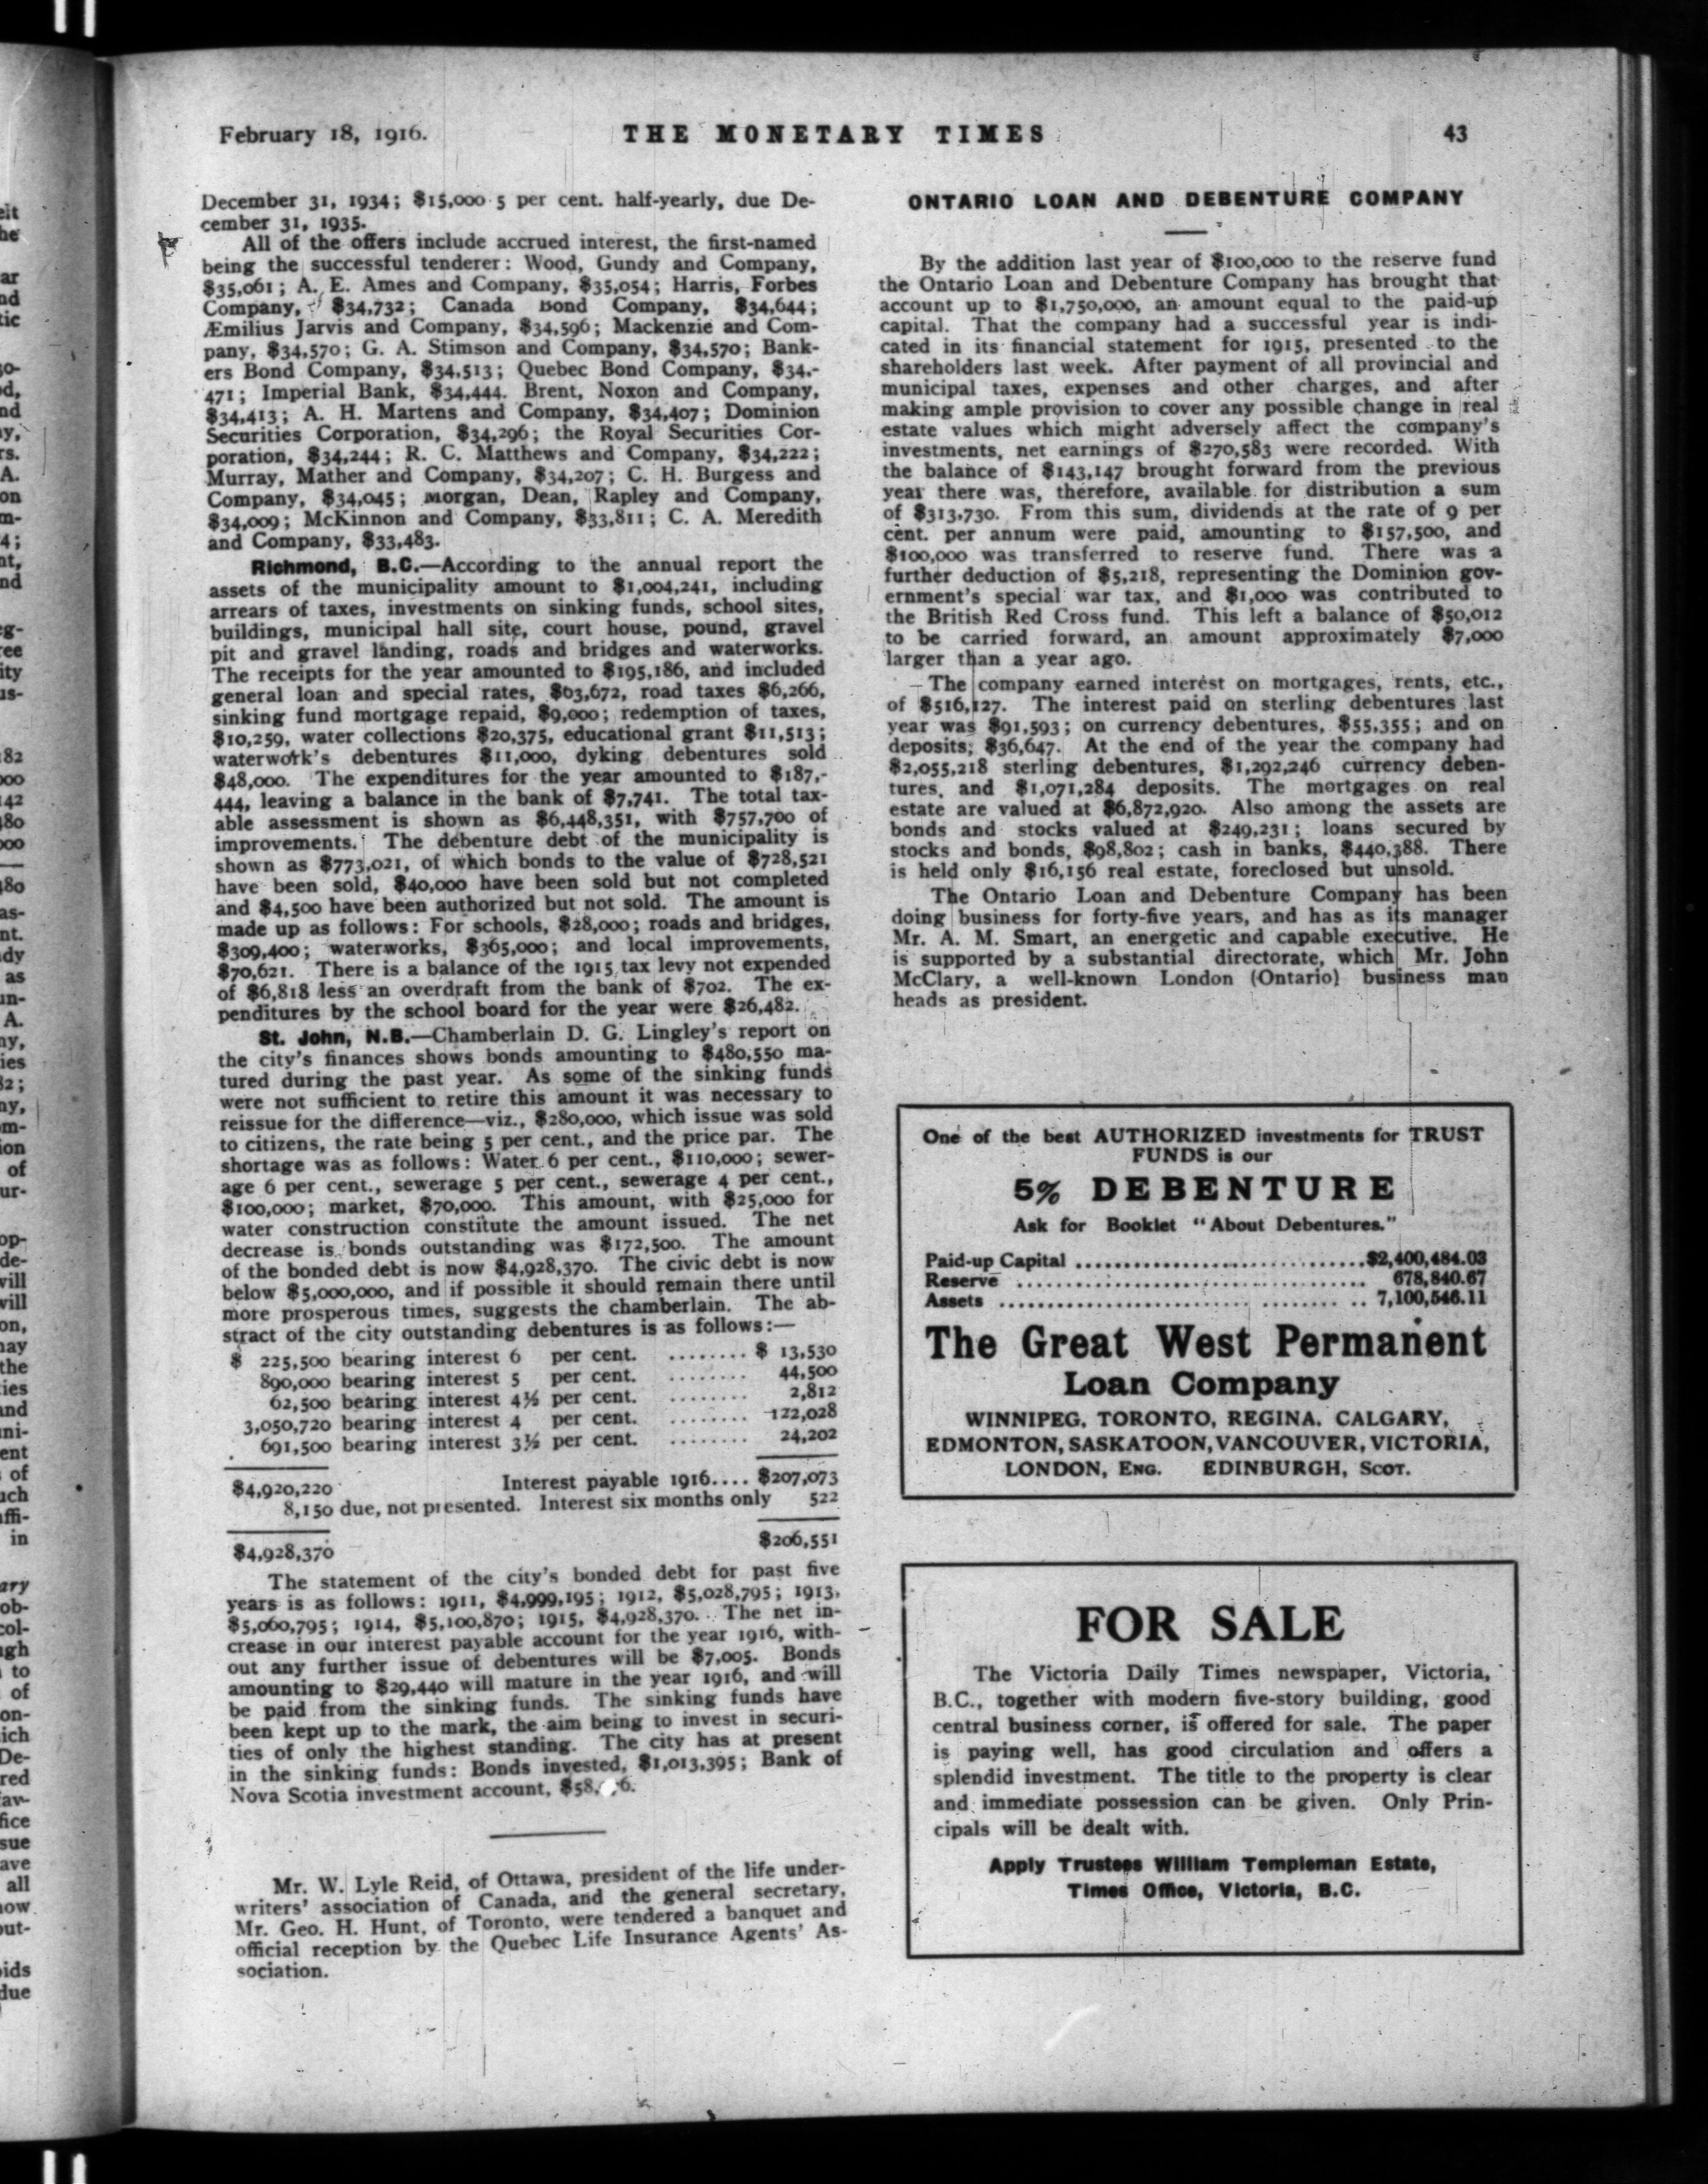 February 18, 1916.
THE MONETARY TIMES
43
December 31, 1934; $15,000 5 per cent. half-yearly, due De-
cember 31, 1935.
All of the offers include accrued interest, the first-named
being the successful tenderer: Wood, Gundy and Company,
$35,061; A. E. Ames and Company, $35,054; Harris, Forbes
Company, $34,732; Canada Bond Company, $34,644;
Æmilius Jarvis and Company, $34,596; Mackenzie and Com-
pany, $34,570; G. A. Stimson and Company, $34,570; Bank-
ers Bond Company, $34,513; Quebec Bond Company, $34,-
471; Imperial Bank, $34,444. Brent, Noxon and Company,
$34,413; A. H. Martens and Company, $34,407; Dominion
Securities Corporation, $34,296; the Royal Securities Cor-
poration, $34,244; R. C. Matthews and Company, $34,222;
Murray, Mather and Company, $34,207; C. H. Burgess and
Company, $34,045; Morgan, Dean, Rapley and Company,
$34,009; McKinnon and Company, $33,811; C. A. Meredith
and Company, $33,483.
Richmond, B.C.—According to the annual report the
assets of the municipality amount to $1,004,241, including
arrears of taxes, investments on sinking funds, school sites,
buildings, municipal hall site, court house, pound, gravel
pit and gravel landing, roads and bridges and waterworks.
The receipts for the year amounted to $195,186, and included
general loan and special rates, $63,672, road taxes $6,266,
sinking fund mortgage repaid, $9,000; redemption of taxes,
$10,259, water collections $20,375, educational grant $11,513;
waterwork's debentures $11,000, dyking debentures sold
$48,000. The expenditures for the year amounted to $187,-
444, leaving a balance in the bank of $7,741. The total tax-
able assessment is shown as $6,448,351, with $757,700 of
improvements. The debenture debt of the municipality is
shown as $773,021, of which bonds to the value of $728,521
have been sold, $40,000 have been sold but not completed
and $4,500 have been authorized but not sold. The amount is
made up as follows: For schools, $28,000; roads and bridges,
$309,400; waterworks, $365,000; and local improvements,
$70,621. There is a balance of the 1915 tax levy not expended
of $6,818 less an overdraft from the bank of $702. The ex-
penditures by the school board for the year were $26,482.
St. John, N.B.—Chamberlain D. G. Lingley's report on
the city's finances shows bonds amounting to $480,550 ma-
tured during the past year. As some of the sinking funds
were not sufficient to retire this amount it was necessary to
reissue for the difference—viz., $280,000, which issue was sold
to citizens, the rate being 5 per cent., and the price par. The
shortage was as follows: Water 6 per cent., $110,000; sewer-
age 6 per cent., sewerage 5 per cent., sewerage 4 per cent.,
$100,000; market, $70,000. This amount, with $25,000 for
water construction constitute the amount issued. The net
decrease is bonds outstanding was $172,500. The amount
of the bonded debt is now $4,928,370. The civic debt is now
below $5,000,000, and if possible it should remain there until
more prosperous times, suggests the chamberlain. The ab-
stract of the city outstanding debentures is as follows:—
$ 225,500 bearing interest 6 per cent. ........ $ 13,530
890,000 bearing interest 5 per cent. ........ 44,500
62,500 bearing interest 4½ per cent. ........ 2,812
3,050,720 bearing interest 4 per cent. ........ 122,028
691,500 bearing interest 3½ per cent. ........ 24,202
$4,920,220 Interest payable 1916.... $207,073
8,150 due, not presented. Interest six months only 522
$4,928,370 $206,551
The statement of the city's bonded debt for past five
years is as follows: 1911, $4,999,195; 1912, $5,028,795; 1913,
$5,060,795; 1914, $5,100,870; 1915, $4,928,370. The net in-
crease in our interest payable account for the year 1916, with-
out any further issue of debentures will be $7,005. Bonds
amounting to $29,440 will mature in the year 1916, and will
be paid from the sinking funds. The sinking funds have
been kept up to the mark, the aim being to invest in securi-
ties of only the highest standing. The city has at present
in the sinking funds: Bonds invested, $1,013,395; Bank of
Nova Scotia investment account,
Mr. W. Lyle Reid, of Ottawa, president of the life under-
writers' association of Canada, and the general secretary,
Mr. Geo. H. Hunt, of Toronto, were tendered a banquet and
official reception by the Quebec Life Insurance Agents' As-
sociation.
ONTARIO LOAN AND DEBENTURE COMPANY
By the addition last year of $100,000 to the reserve fund
the Ontario Loan and Debenture Company has brought that
account up to $1,750,000, an amount equal to the paid-up
capital. That the company had a successful year is indi-
cated in its financial statement for 1915, presented to the
shareholders last week. After payment of all provincial and
municipal taxes, expenses and other charges, and after
making ample provision to cover any possible change in real
estate values which might adversely affect the company's
investments, net earnings of $270,583 were recorded. With
the balance of $143,147 brought forward from the previous
year there was, therefore, available for distribution a sum
of $313,730. From this sum, dividends at the rate of 9 per
cent. per annum were paid, amounting to $157,500, and
$100,000 was transferred to reserve fund. There was a
further deduction of $5,218, representing the Dominion gov-
ernment's special war tax, and $1,000 was contributed to
the British Red Cross fund. This left a balance of $50,012
to be carried forward, an amount approximately $7,000
larger than a year ago.
The company earned interest on mortgages, rents, etc.,
of $516,127. The interest paid on sterling debentures last
year was $91,593; on currency debentures, $55,355; and on
deposits, $36,647. At the end of the year the company had
$2,055,218 sterling debentures, $1,292,246 currency deben-
tures, and $1,071,284 deposits. The mortgages on real
estate are valued at $6,872,920. Also among the assets are
bonds and stocks valued at $249,231; loans secured by
stocks and bonds, $98,802; cash in banks, $440,388. There
is held only $16,156 real estate, foreclosed but unsold.
The Ontario Loan and Debenture Company has been
doing business for forty-five years, and has as its manager
Mr. A. M. Smart, an energetic and capable executive. He
is supported by a substantial directorate, which Mr. John
McClary, a well-known London (Ontario) business man
heads as president.
One of the best AUTHORIZED investments for TRUST
FUNDS is our
5% DEBENTURE
Ask for Booklet "About Debentures."
Paid-up Capital ........ $2,400,484.03
Reserve ........ 678,840.67
Assets ........ 7,100,546.11
The Great West Permanent
Loan Company
WINNIPEG, TORONTO, REGINA, CALGARY,
EDMONTON, SASKATOON, VANCOUVER, VICTORIA,
LONDON, ENG. EDINBURGH, SCOT.
FOR SALE
The Victoria Daily Times newspaper, Victoria,
B.C., together with modern five-story building, good
central business corner, is offered for sale. The paper
is paying well, has good circulation and offers a
splendid investment. The title to the property is clear
and immediate possession can be given. Only Prin-
cipals will be dealt with.
Apply Trustees William Templeman Estate,
Times Office, Victoria, B.C.